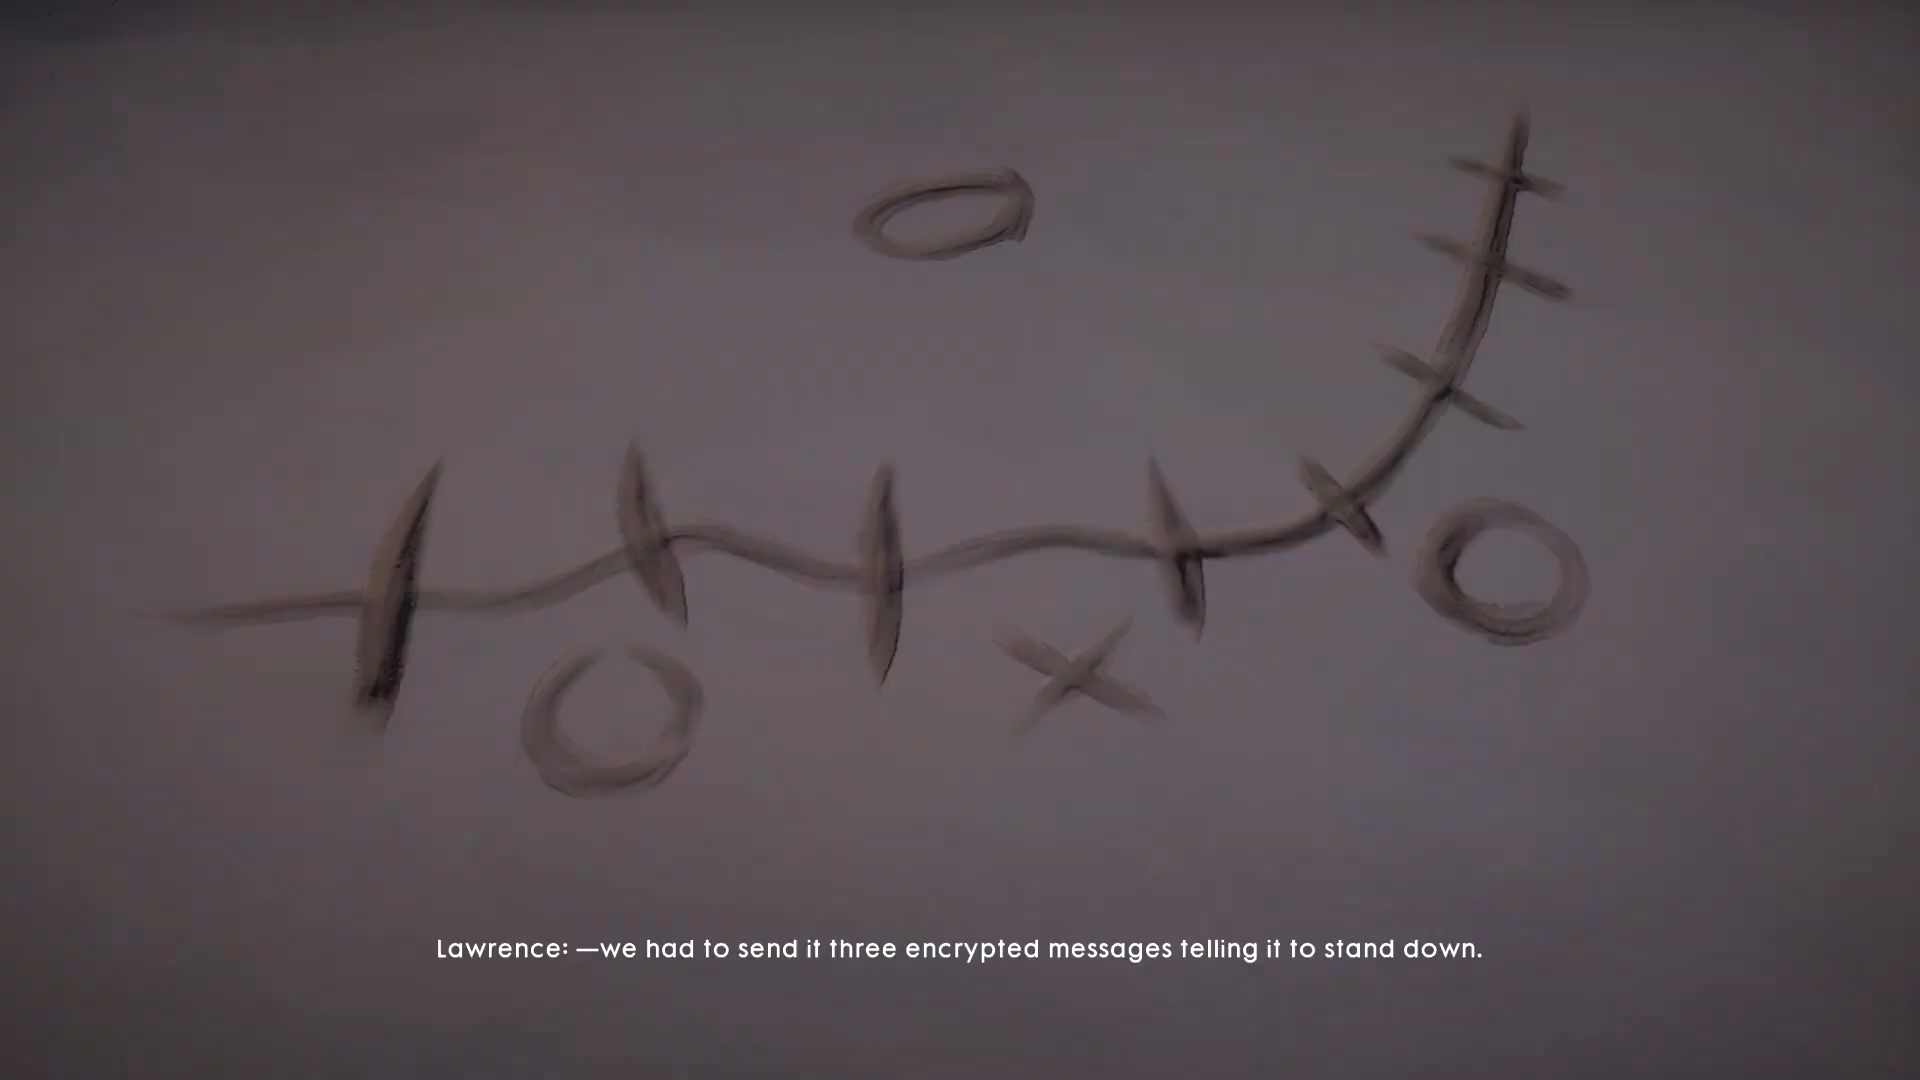 Lawrence: —we had to send it three encrypted messages telling it to stand down.